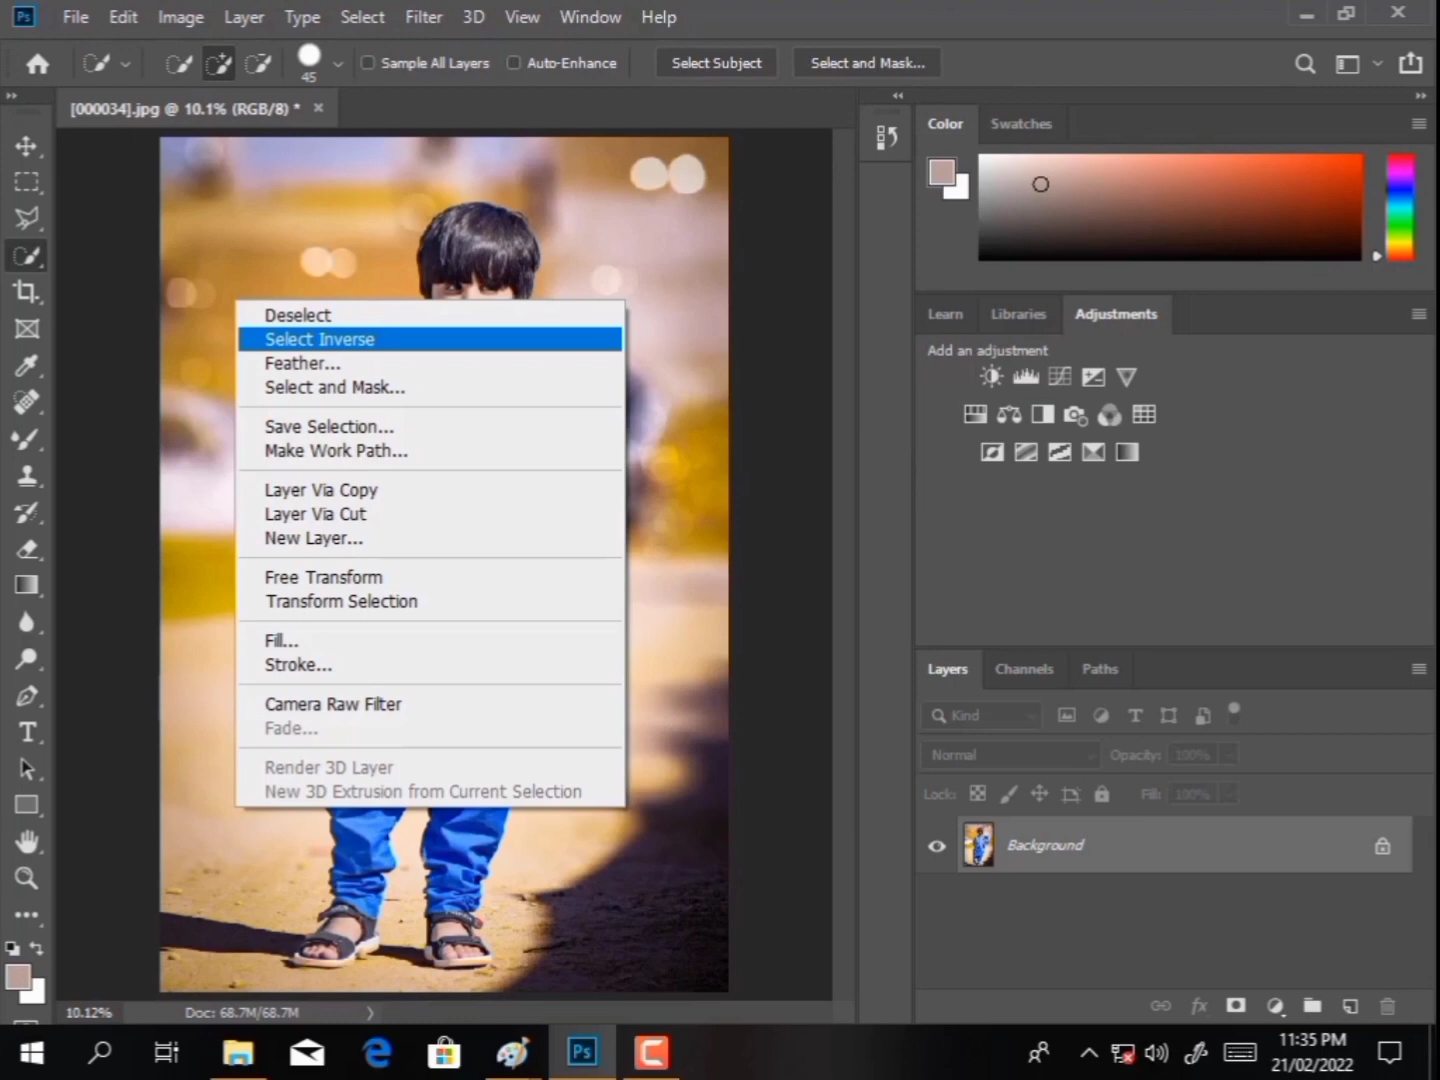 Ps File Edit Image Layer Type Select Filter 3D View Window Help
45 Sample All Layers Auto-Enhance Select Subject Select and Mask...
[000034].jpg @ 10.1% (RGB/8) *
Color Swatches
Deselect
Select Inverse
Feather...
Select and Mask...
Save Selection...
Make Work Path...
Layer Via Copy
Layer Via Cut
New Layer...
Free Transform
Transform Selection
Fill...
Stroke...
Camera Raw Filter
Fade...
Render 3D Layer
New 3D Extrusion from Current Selection
Learn Libraries Adjustments
Add an adjustment
Layers Channels Paths
Kind
Normal Opacity: 100%
Lock: Fill: 100%
Background
fx
10.12% Doc: 68.7M/68.7M
Ps
11:35 PM
21/02/2022